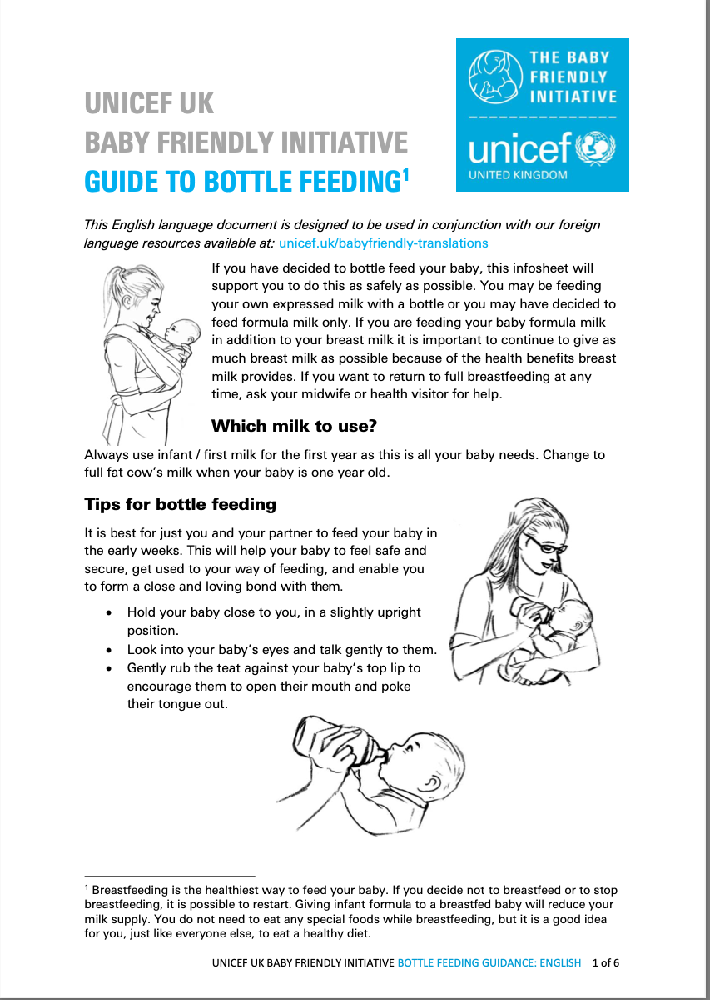 THE BABY
FRIENDLY
INITIATIVE
unicef
UNITED KINGDOM
UNICEF UK
BABY FRIENDLY INITIATIVE
GUIDE TO BOTTLE FEEDING¹
This English language document is designed to be used in conjunction with our foreign
language resources available at: unicef.uk/babyfriendly-translations
If you have decided to bottle feed your baby, this infosheet will
support you to do this as safely as possible. You may be feeding
your own expressed milk with a bottle or you may have decided to
feed formula milk only. If you are feeding your baby formula milk
in addition to your breast milk it is important to continue to give as
much breast milk as possible because of the health benefits breast
milk provides. If you want to return to full breastfeeding at any
time, ask your midwife or health visitor for help.
Which milk to use?
Always use infant / first milk for the first year as this is all your baby needs. Change to
full fat cow's milk when your baby is one year old.
Tips for bottle feeding
It is best for just you and your partner to feed your baby in
the early weeks. This will help your baby to feel safe and
secure, get used to your way of feeding, and enable you
to form a close and loving bond with them.
• Hold your baby close to you, in a slightly upright
position.
• Look into your baby's eyes and talk gently to them.
• Gently rub the teat against your baby's top lip to
encourage them to open their mouth and poke
their tongue out.
¹ Breastfeeding is the healthiest way to feed your baby. If you decide not to breastfeed or to stop
breastfeeding, it is possible to restart. Giving infant formula to a breastfed baby will reduce your
milk supply. You do not need to eat any special foods while breastfeeding, but it is a good idea
for you, just like everyone else, to eat a healthy diet.
UNICEF UK BABY FRIENDLY INITIATIVE BOTTLE FEEDING GUIDANCE: ENGLISH 1 of 6